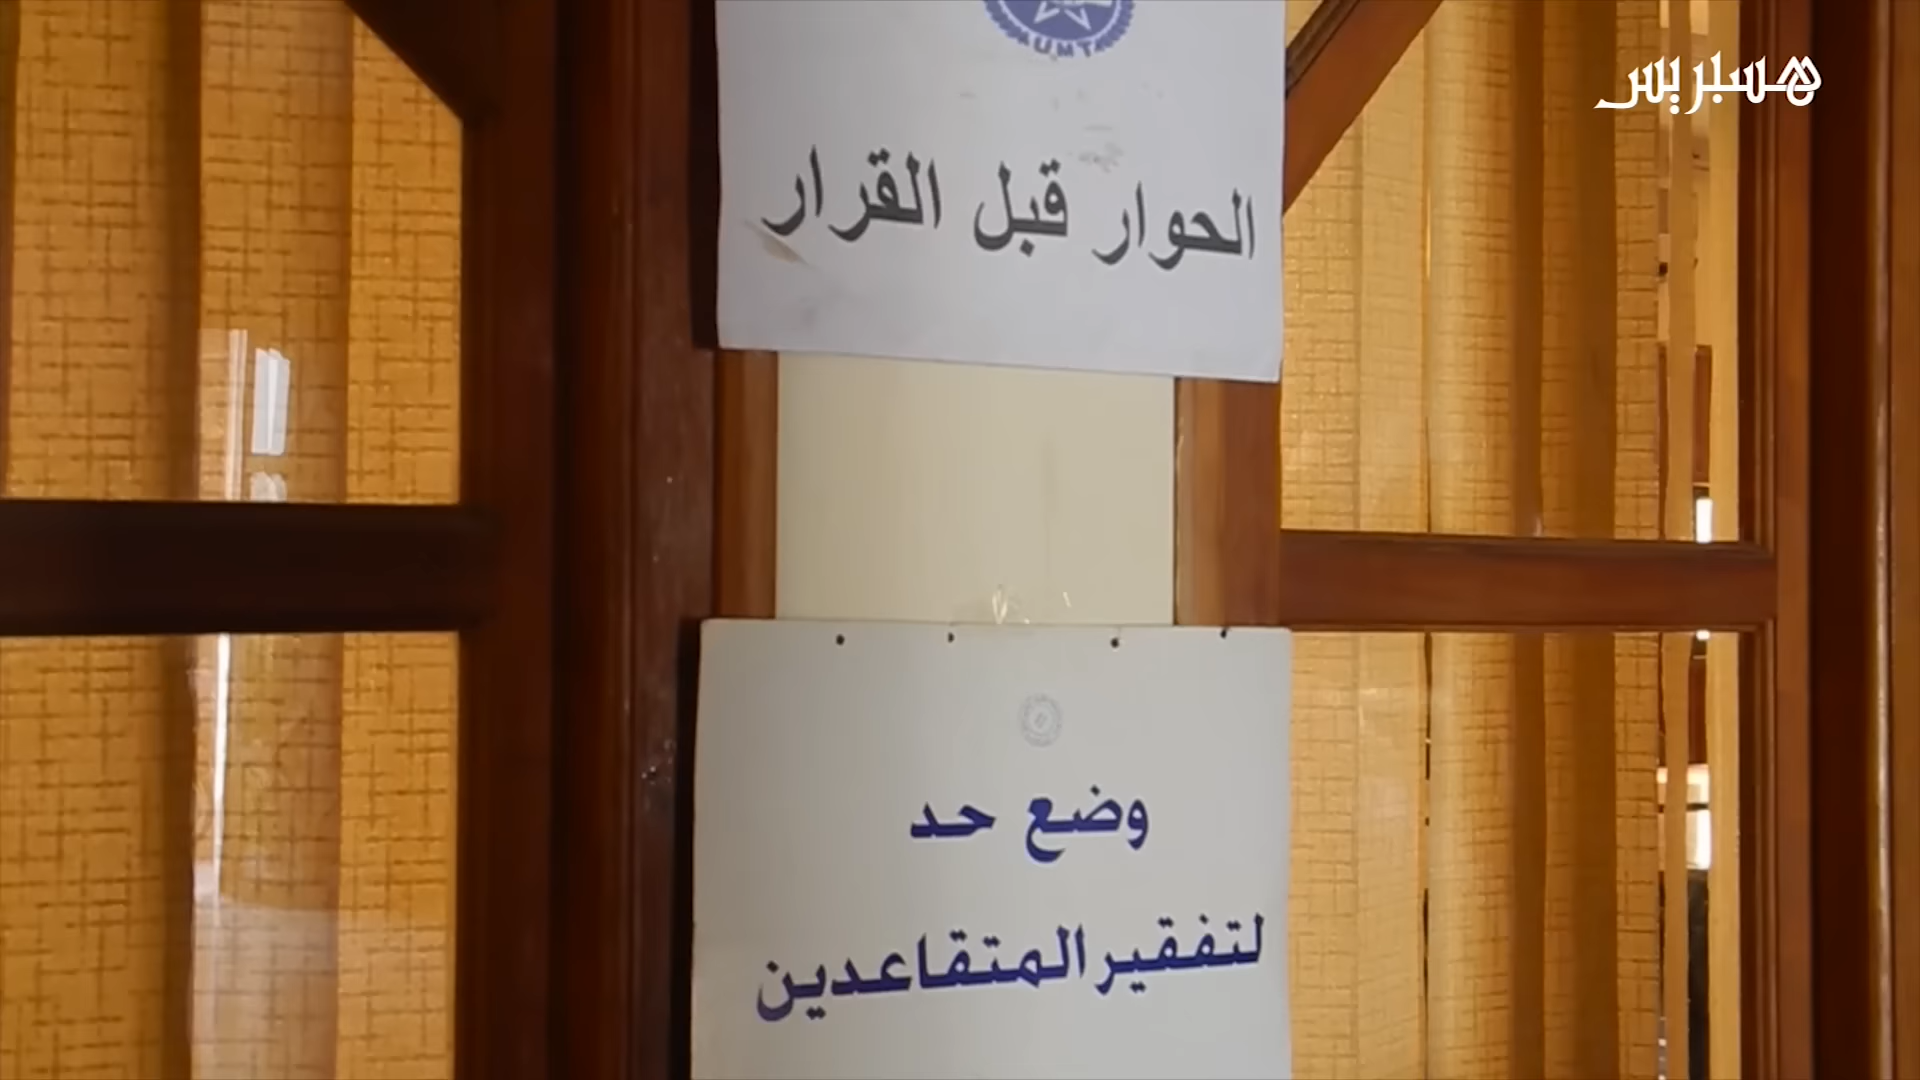 هسبريس
U.M.T
الحوار قبل القرار
وضع حد
لتفقير المتقاعدين